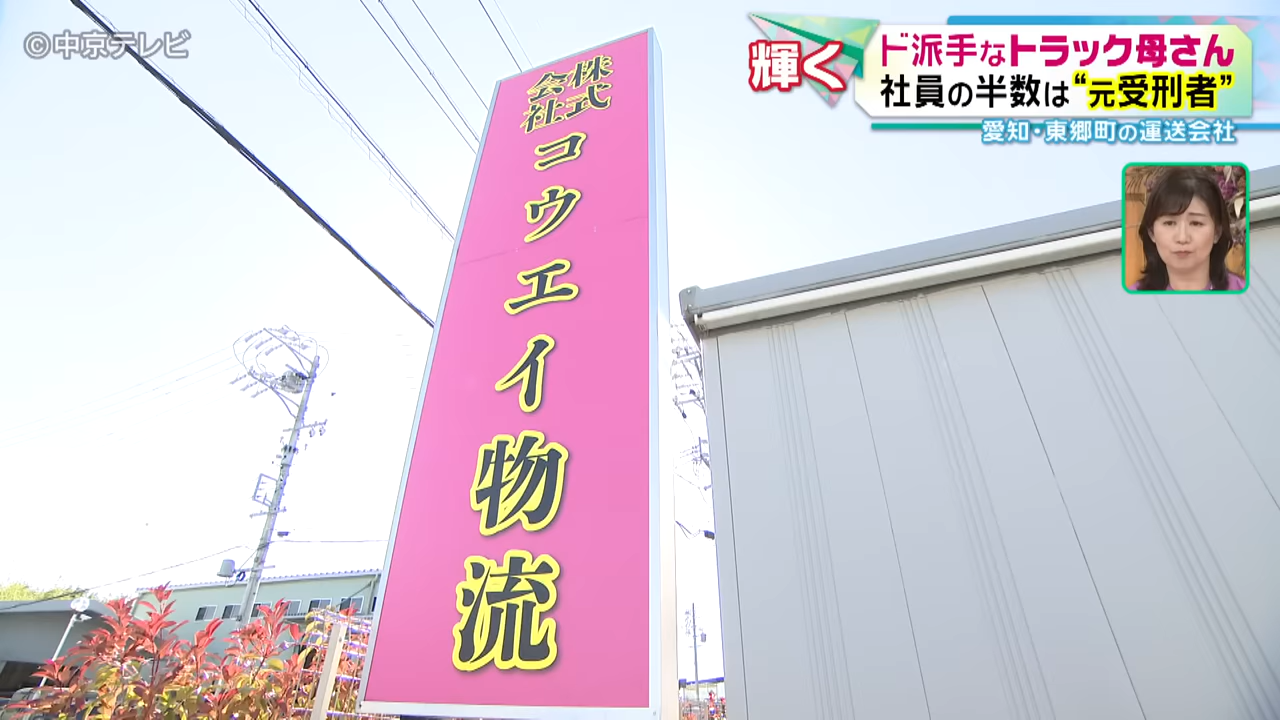 ©中京テレビ
輝く
ド派手なトラック母さん
社員の半数は“元受刑者”
愛知・東郷町の運送会社
株式会社
コウエイ物流